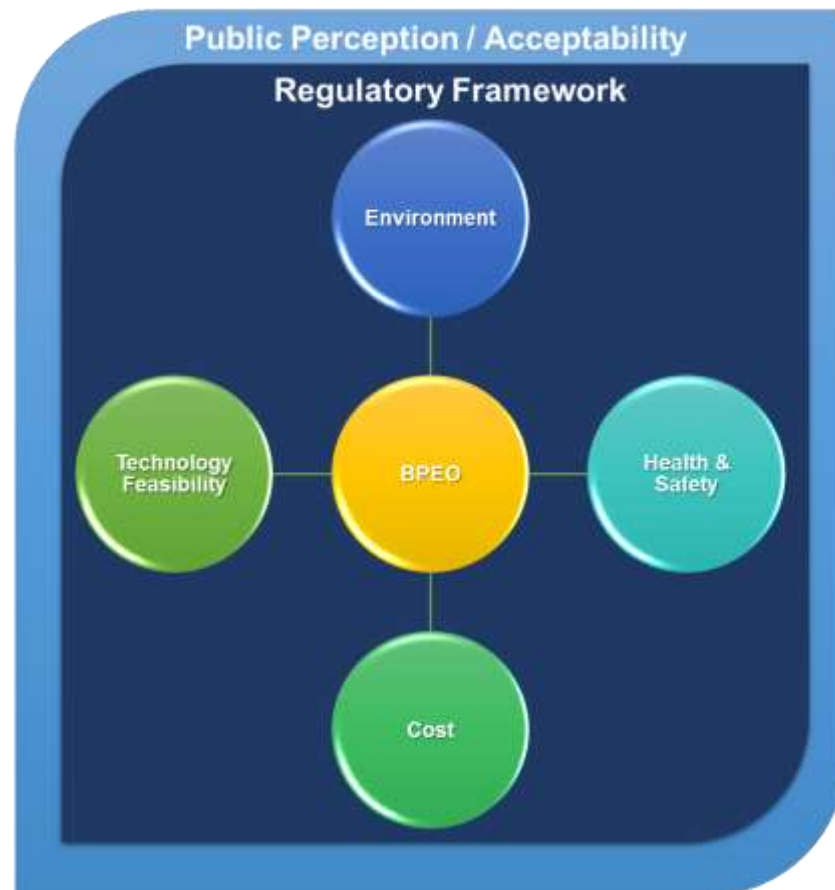 Public Perception / Acceptability
Regulatory Framework
Environment
Technology
Feasibility
BPEO
Health &
Safety
Cost